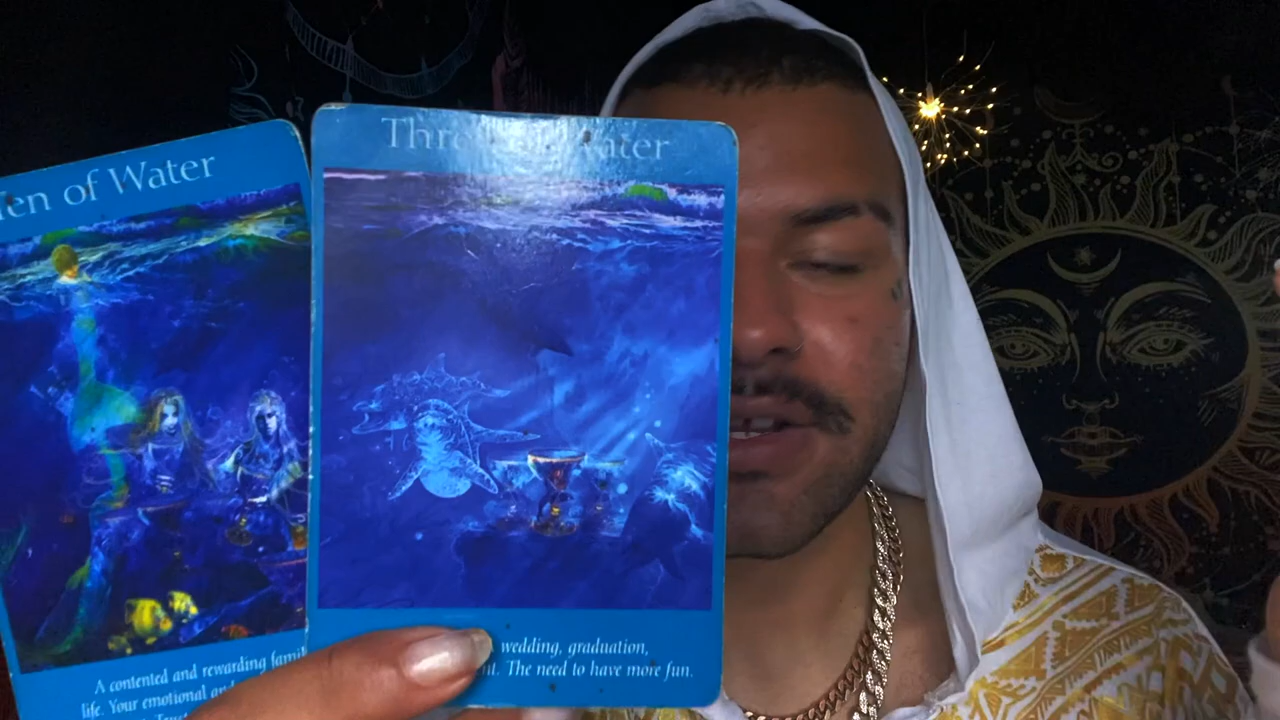 en of Water
A contented and rewarding famil
life. Your emotional and
Three of Water
wedding, graduation,
nt. The need to have more fun.